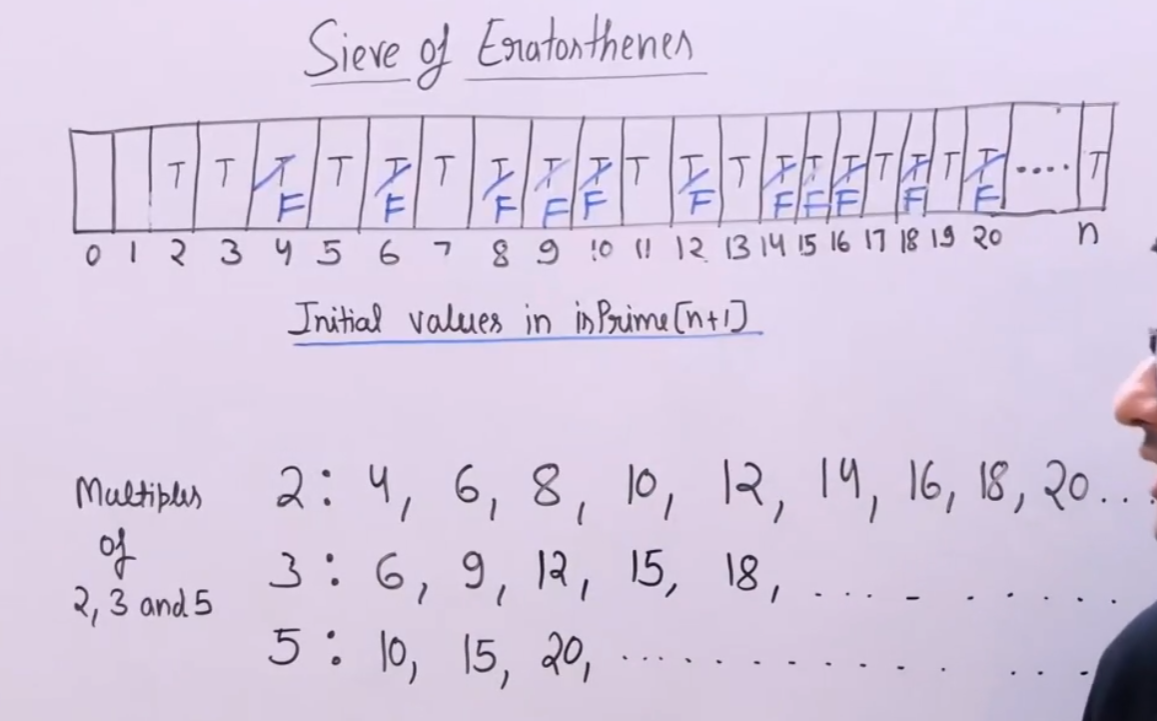 Sieve of Eratosthenes
T T T T T T T T T T T T T T T T T T T .... T
F F F F F F F F F F F
0 1 2 3 4 5 6 7 8 9 10 11 12 13 14 15 16 17 18 19 20 n
Initial values in isPrime[n+1]
Multiples of 2, 3 and 5
2: 4, 6, 8, 10, 12, 14, 16, 18, 20...
3: 6, 9, 12, 15, 18, ..........
5: 10, 15, 20, ...............